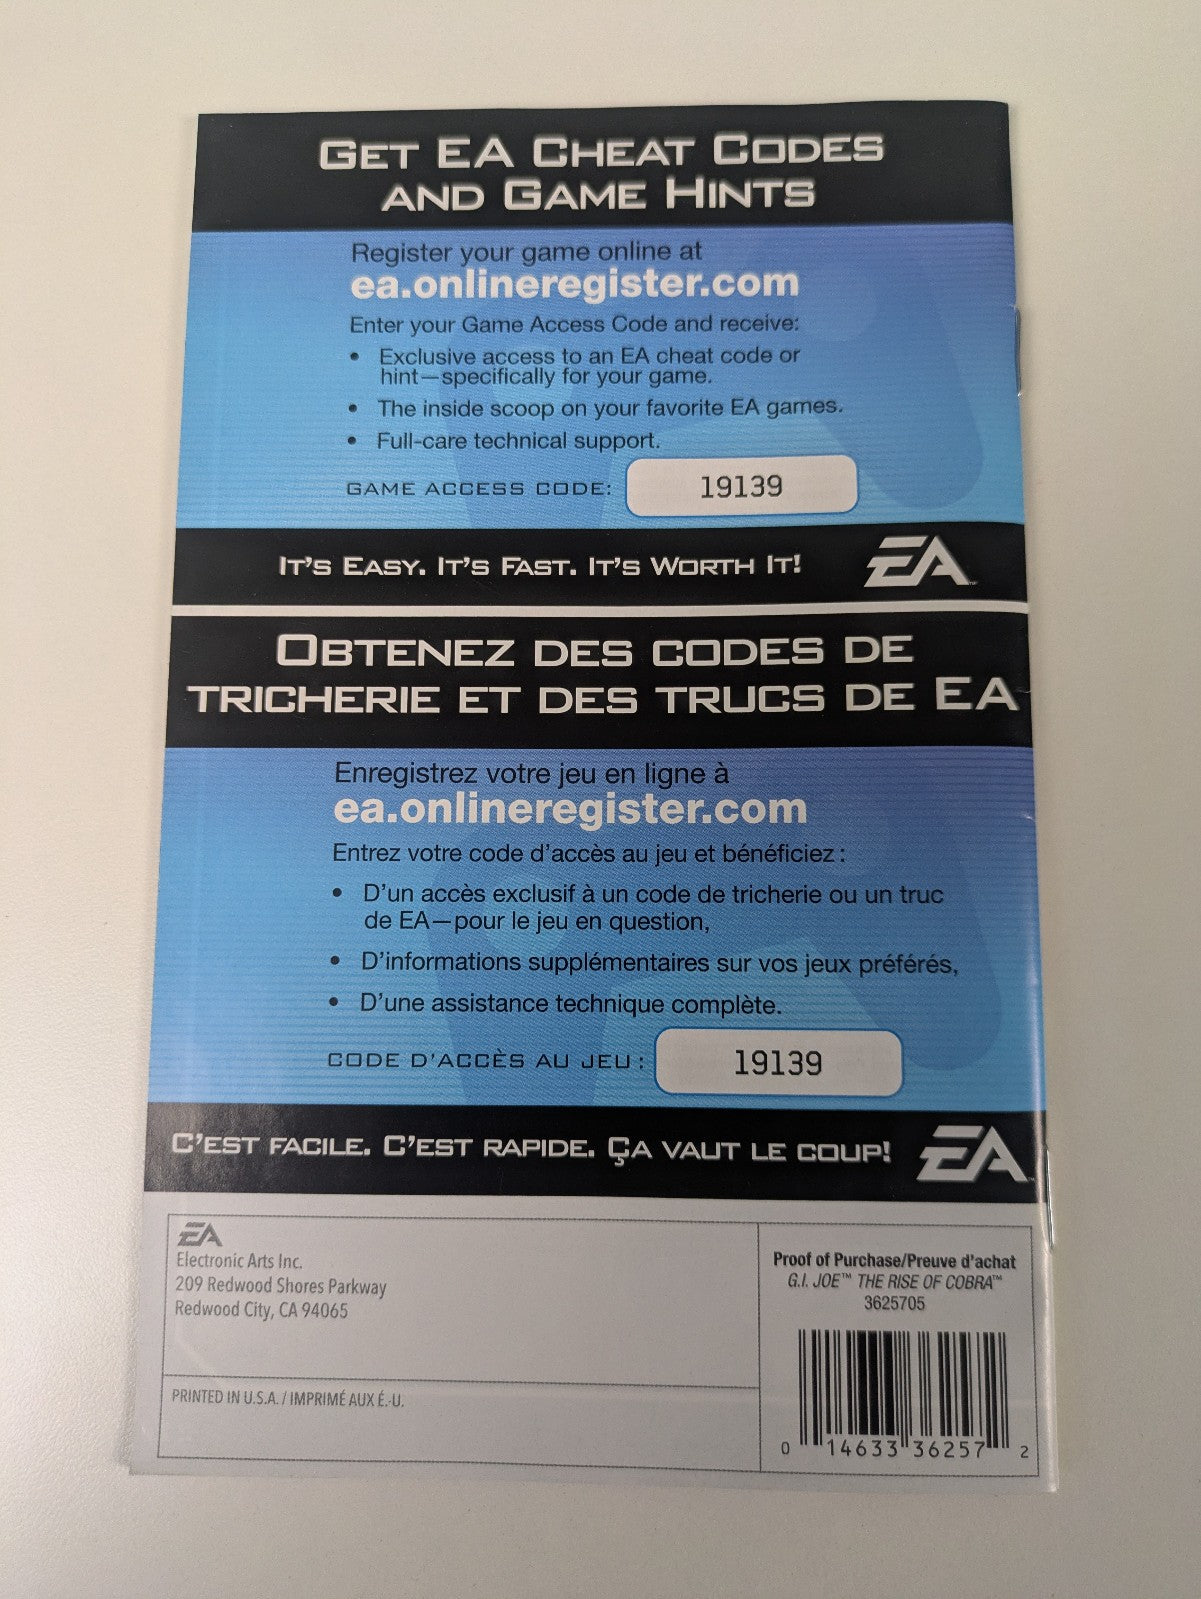 GET EA CHEAT CODES
AND GAME HINTS
Register your game online at
ea.onlineregister.com
Enter your Game Access Code and receive:
• Exclusive access to an EA cheat code or
hint—specifically for your game.
• The inside scoop on your favorite EA games.
• Full-care technical support.
GAME ACCESS CODE: 19139
IT'S EASY. IT'S FAST. IT'S WORTH IT! EA™
OBTENEZ DES CODES DE
TRICHERIE ET DES TRUCS DE EA
Enregistrez votre jeu en ligne à
ea.onlineregister.com
Entrez votre code d'accès au jeu et bénéficiez :
• D'un accès exclusif à un code de tricherie ou un truc
de EA—pour le jeu en question,
• D'informations supplémentaires sur vos jeux préférés,
• D'une assistance technique complète.
CODE D'ACCÈS AU JEU : 19139
C'EST FACILE. C'EST RAPIDE. ÇA VAUT LE COUP! EA™
EA
Electronic Arts Inc.
209 Redwood Shores Parkway
Redwood City, CA 94065
PRINTED IN U.S.A. / IMPRIMÉ AUX É.-U.
Proof of Purchase/Preuve d'achat
G.I. JOE™ THE RISE OF COBRA™
3625705
0 14633 36257 2